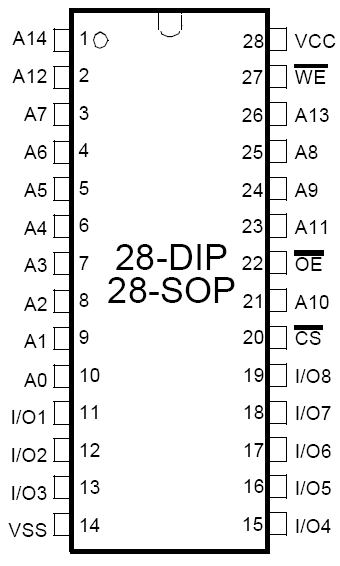 A14 1 28 VCC
A12 2 27 WE
A7 3 26 A13
A6 4 25 A8
A5 5 24 A9
A4 6 23 A11
28-DIP
A3 7 22 OE
28-SOP
A2 8 21 A10
A1 9 20 CS
A0 10 19 I/O8
I/O1 11 18 I/O7
I/O2 12 17 I/O6
I/O3 13 16 I/O5
VSS 14 15 I/O4